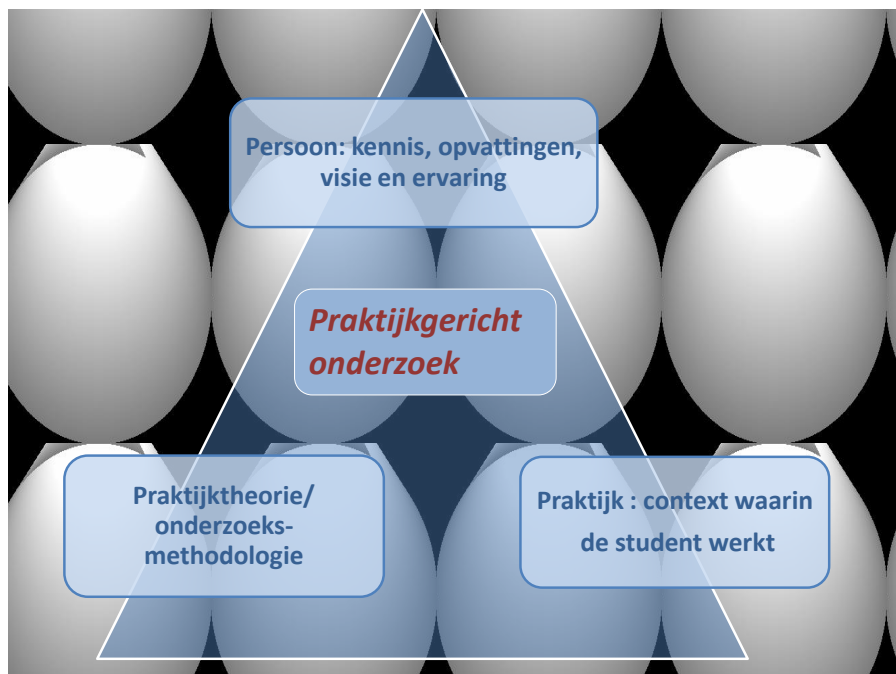 Persoon: kennis, opvattingen,
visie en ervaring
Praktijkgericht
onderzoek
Praktijktheorie/
onderzoeks-
methodologie
Praktijk : context waarin
de student werkt